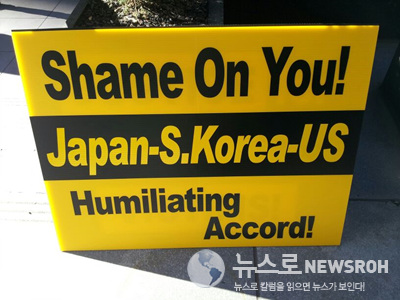 Shame On You!
Japan-S.Korea-US
Humiliating
Accord!
뉴스로 NEWSROH
뉴스로 칼럼을 읽으면 뉴스가 보인다!